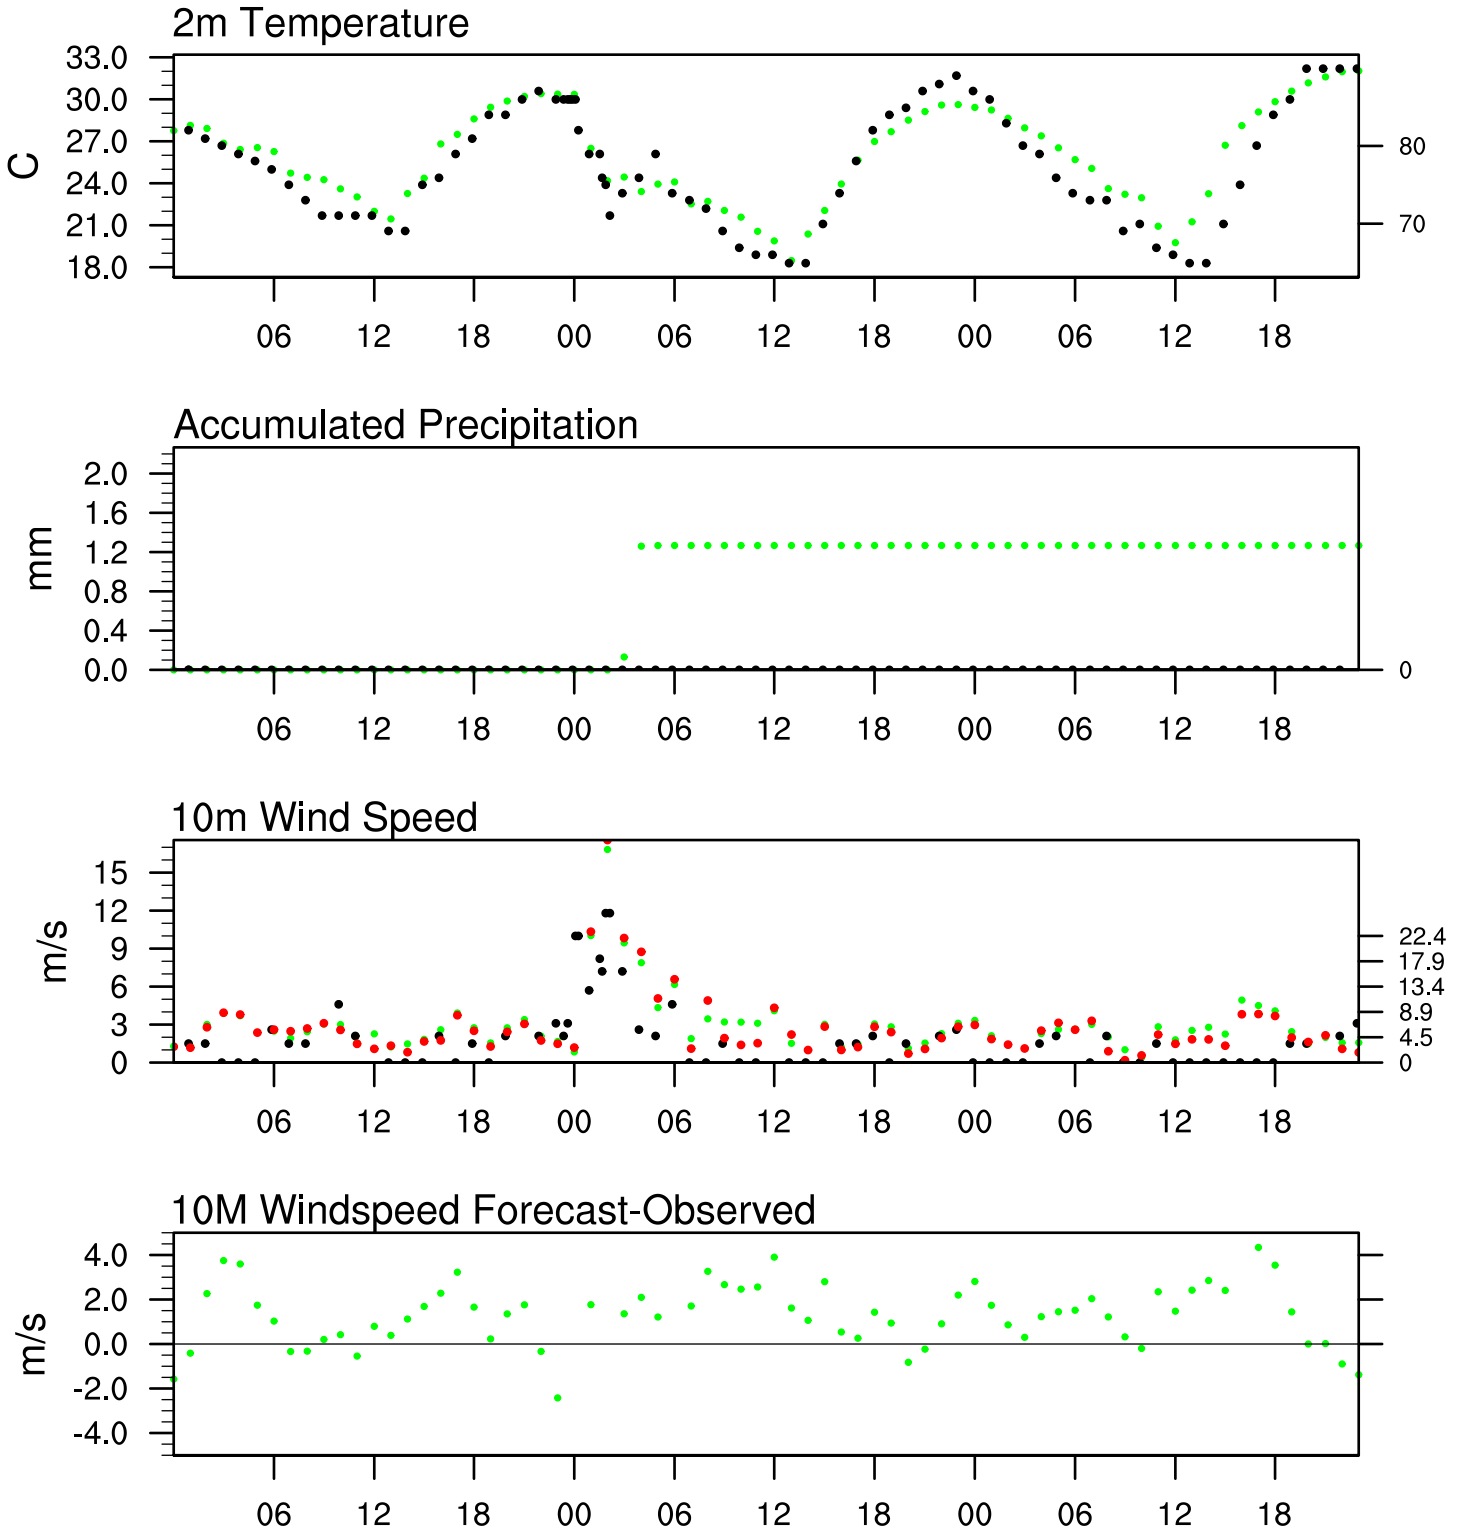 2m Temperature
33.0
30.0
27.0
24.0
21.0
18.0
C
80
70
06 12 18 00 06 12 18 00 06 12 18
Accumulated Precipitation
2.0
1.6
1.2
0.8
0.4
0.0
mm
0
06 12 18 00 06 12 18 00 06 12 18
10m Wind Speed
15
12
9
6
3
0
m/s
22.4
17.9
13.4
8.9
4.5
0
06 12 18 00 06 12 18 00 06 12 18
10M Windspeed Forecast-Observed
4.0
2.0
0.0
-2.0
-4.0
m/s
06 12 18 00 06 12 18 00 06 12 18